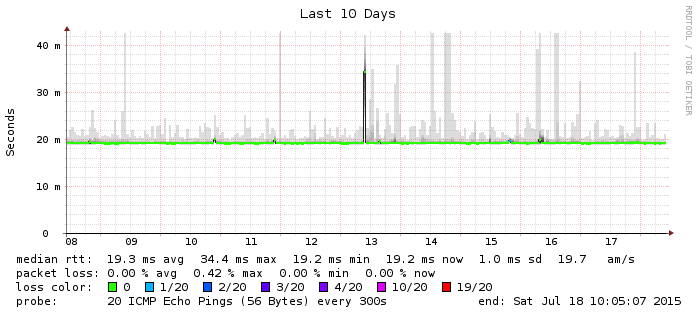 Last 10 Days
RRDTOOL / TOBI OETIKER
Seconds
40 m
30 m
20 m
10 m
0
08 09 10 11 12 13 14 15 16 17
median rtt: 19.3 ms avg 34.4 ms max 19.2 ms min 19.2 ms now 1.0 ms sd 19.7 am/s
packet loss: 0.00 % avg 0.42 % max 0.00 % min 0.00 % now
loss color: 0 1/20 2/20 3/20 4/20 10/20 19/20
probe: 20 ICMP Echo Pings (56 Bytes) every 300s end: Sat Jul 18 10:05:07 2015